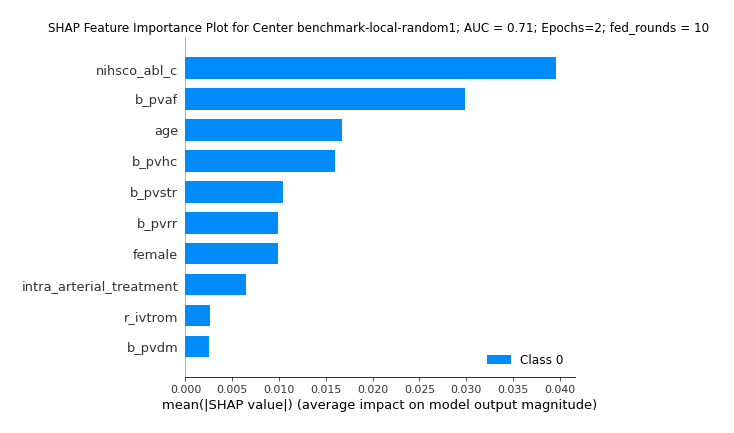 SHAP Feature Importance Plot for Center benchmark-local-random1; AUC = 0.71; Epochs=2; fed_rounds = 10
nihsco_abl_c
b_pvaf
age
b_pvhc
b_pvstr
b_pvrr
female
intra_arterial_treatment
r_ivtrom
b_pvdm
Class 0
0.000 0.005 0.010 0.015 0.020 0.025 0.030 0.035 0.040
mean(|SHAP value|) (average impact on model output magnitude)